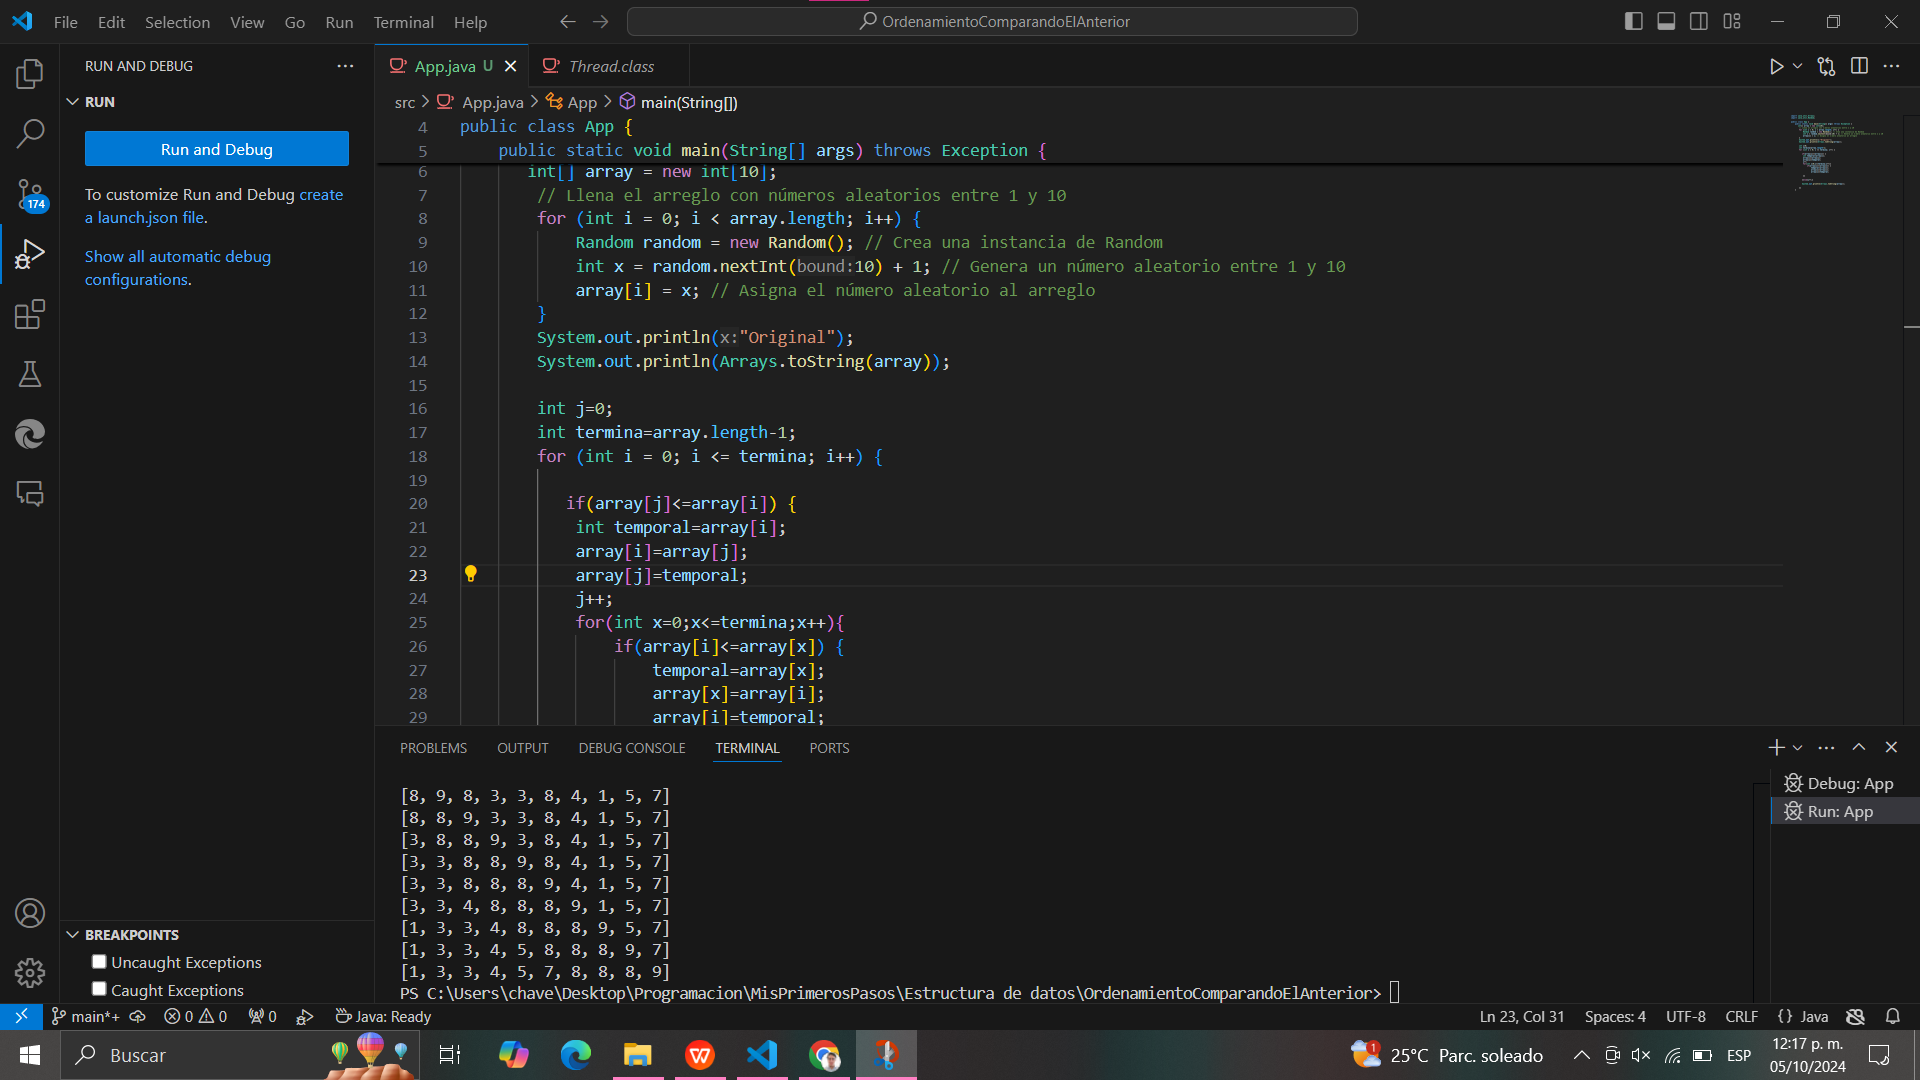 File Edit Selection View Go Run Terminal Help
OrdenamientoComparandoElAnterior
RUN AND DEBUG
RUN
Run and Debug
To customize Run and Debug create
a launch.json file.
Show all automatic debug
configurations.
174
App.java U
Thread.class
src > App.java > App > main(String[])
4 public class App {
5 public static void main(String[] args) throws Exception {
6 int[] array = new int[10];
7 // Llena el arreglo con números aleatorios entre 1 y 10
8 for (int i = 0; i < array.length; i++) {
9 Random random = new Random(); // Crea una instancia de Random
10 int x = random.nextInt(bound:10) + 1; // Genera un número aleatorio entre 1 y 10
11 array[i] = x; // Asigna el número aleatorio al arreglo
12 }
13 System.out.println(x:"Original");
14 System.out.println(Arrays.toString(array));
15
16 int j=0;
17 int termina=array.length-1;
18 for (int i = 0; i <= termina; i++) {
19
20 if(array[j]<=array[i]) {
21 int temporal=array[i];
22 array[i]=array[j];
23 array[j]=temporal;
24 j++;
25 for(int x=0;x<=termina;x++){
26 if(array[i]<=array[x]) {
27 temporal=array[x];
28 array[x]=array[i];
29 array[i]=temporal;
PROBLEMS OUTPUT DEBUG CONSOLE TERMINAL PORTS
[8, 9, 8, 3, 3, 8, 4, 1, 5, 7]
[8, 8, 9, 3, 3, 8, 4, 1, 5, 7]
[3, 8, 8, 9, 3, 8, 4, 1, 5, 7]
[3, 3, 8, 8, 9, 8, 4, 1, 5, 7]
[3, 3, 8, 8, 8, 9, 4, 1, 5, 7]
[3, 3, 4, 8, 8, 8, 9, 1, 5, 7]
[1, 3, 3, 4, 8, 8, 8, 9, 5, 7]
[1, 3, 3, 4, 5, 8, 8, 8, 9, 7]
[1, 3, 3, 4, 5, 7, 8, 8, 8, 9]
PS C:\Users\chave\Desktop\Programacion\MisPrimerosPasos\Estructura de datos\OrdenamientoComparandoElAnterior>
Debug: App
Run: App
BREAKPOINTS
Uncaught Exceptions
Caught Exceptions
main*+ 0 0 0 Java: Ready
Ln 23, Col 31 Spaces: 4 UTF-8 CRLF {} Java
Buscar
25°C Parc. soleado
1
ESP
12:17 p. m.
05/10/2024